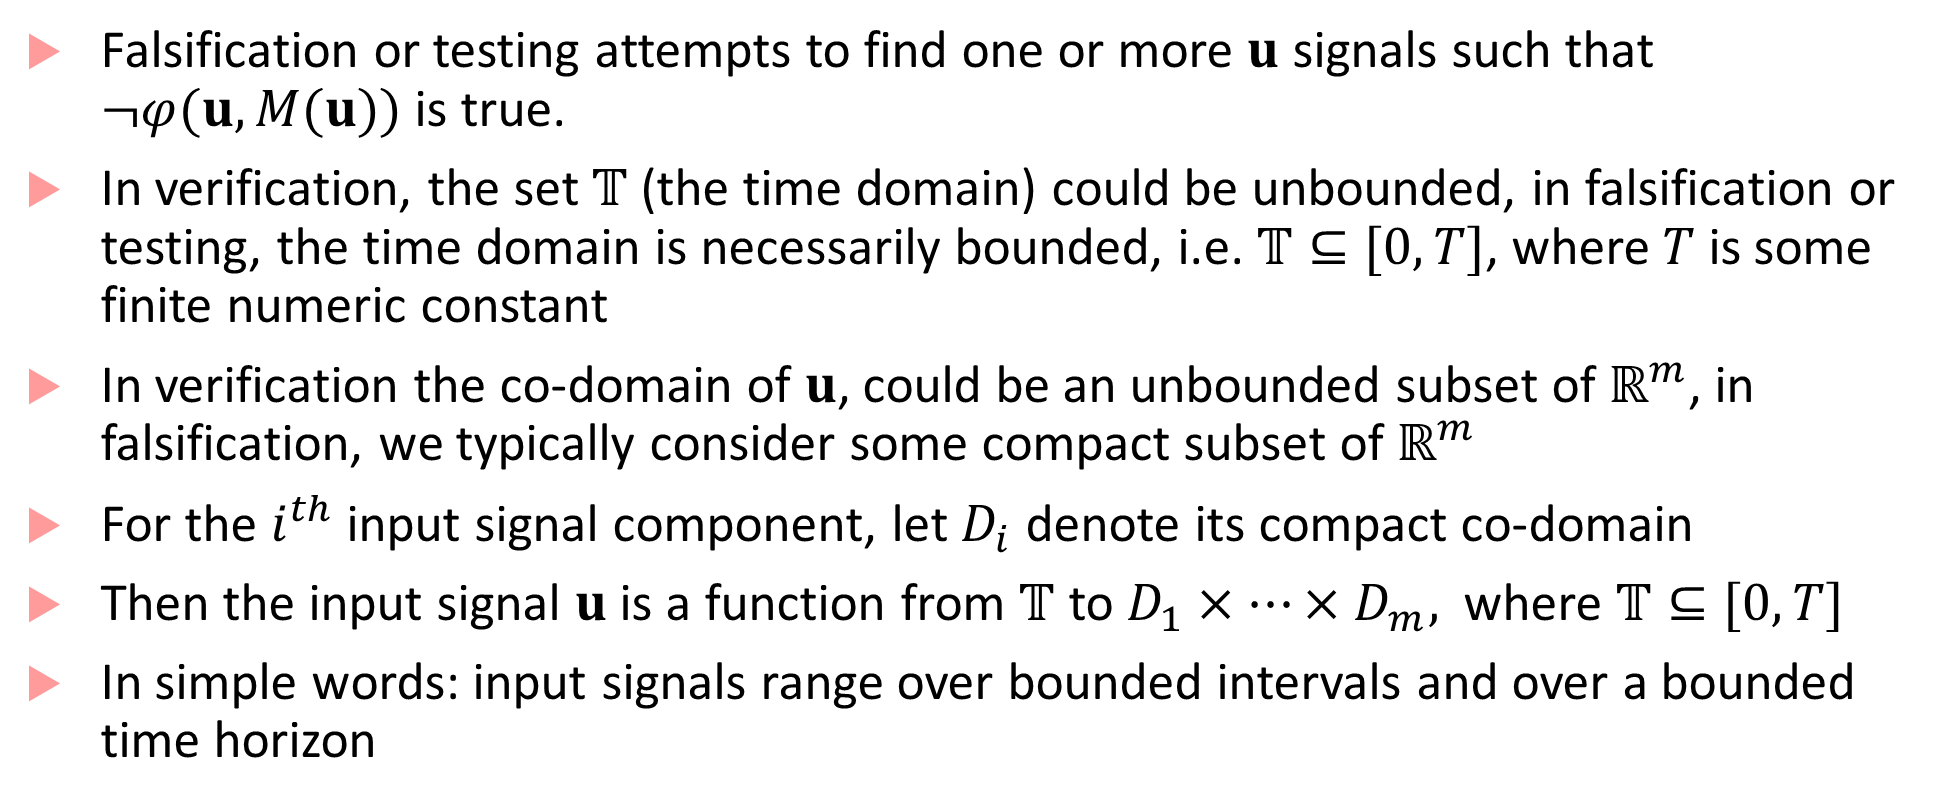 Falsification or testing attempts to find one or more 𝐮 signals such that
¬𝜑(𝐮, 𝑀(𝐮)) is true.
In verification, the set 𝕋 (the time domain) could be unbounded, in falsification or
testing, the time domain is necessarily bounded, i.e. 𝕋 ⊆ [0, 𝑇], where 𝑇 is some
finite numeric constant
In verification the co-domain of 𝐮, could be an unbounded subset of ℝ^𝑚, in
falsification, we typically consider some compact subset of ℝ^𝑚
For the 𝑖^𝑡ℎ input signal component, let 𝐷_𝑖 denote its compact co-domain
Then the input signal 𝐮 is a function from 𝕋 to 𝐷_1 × ⋯ × 𝐷_𝑚, where 𝕋 ⊆ [0, 𝑇]
In simple words: input signals range over bounded intervals and over a bounded
time horizon